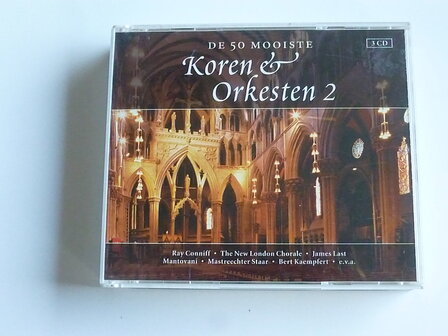 DE 50 MOOISTE
3 CD
Koren &
Orkesten 2
Ray Conniff • The New London Chorale • James Last
Mantovani • Mastreechter Staar • Bert Kaempfert • e.v.a.